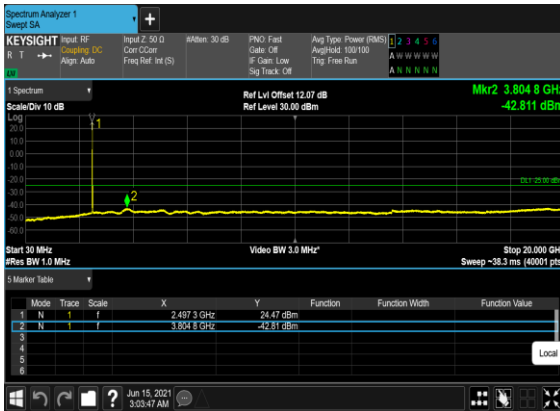 Spectrum Analyzer 1
Swept SA
+
KEYSIGHT
R T
LW
Input: RF
Coupling: DC
Align: Auto
Input Z: 50 Ω
Corr CCorr
Freq Ref: Int (S)
#Atten: 30 dB
PNO: Fast
Gate: Off
IF Gain: Low
Sig Track: Off
Avg Type: Power (RMS)
Avg|Hold: 100/100
Trig: Free Run
1 2 3 4 5 6
A W W W W W
A N N N N N
1 Spectrum
Scale/Div 10 dB
Ref Lvl Offset 12.07 dB
Ref Level 30.00 dBm
Mkr2 3.804 8 GHz
-42.811 dBm
Log
20.0
10.0
0.00
-10.0
-20.0
-30.0
-40.0
-50.0
-60.0
1
2
DL1 -25.00 dBm
Start 30 MHz
#Res BW 1.0 MHz
Video BW 3.0 MHz*
Stop 20.000 GHz
Sweep ~38.3 ms (40001 pts)
5 Marker Table
Mode Trace Scale X Y Function Function Width Function Value
1 N 1 f 2.497 3 GHz 24.47 dBm
2 N 1 f 3.804 8 GHz -42.81 dBm
3
4
5
6
Local
?
Jun 15, 2021
3:03:47 AM